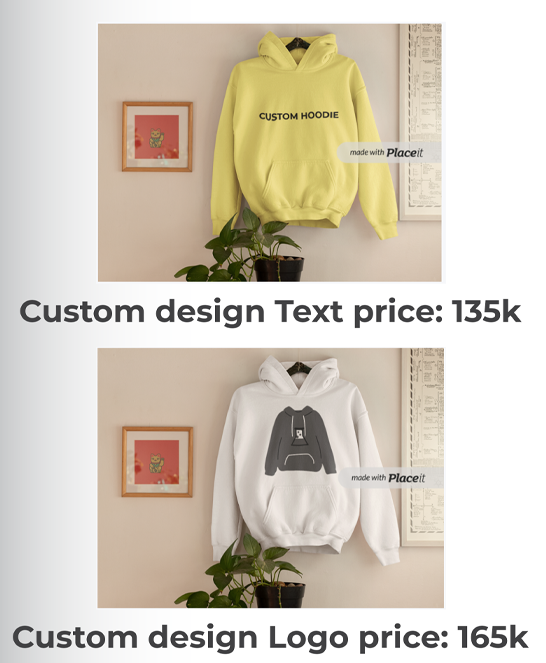 CUSTOM HOODIE
made with Placeit
Custom design Text price: 135k
made with Placeit
Custom design Logo price: 165k